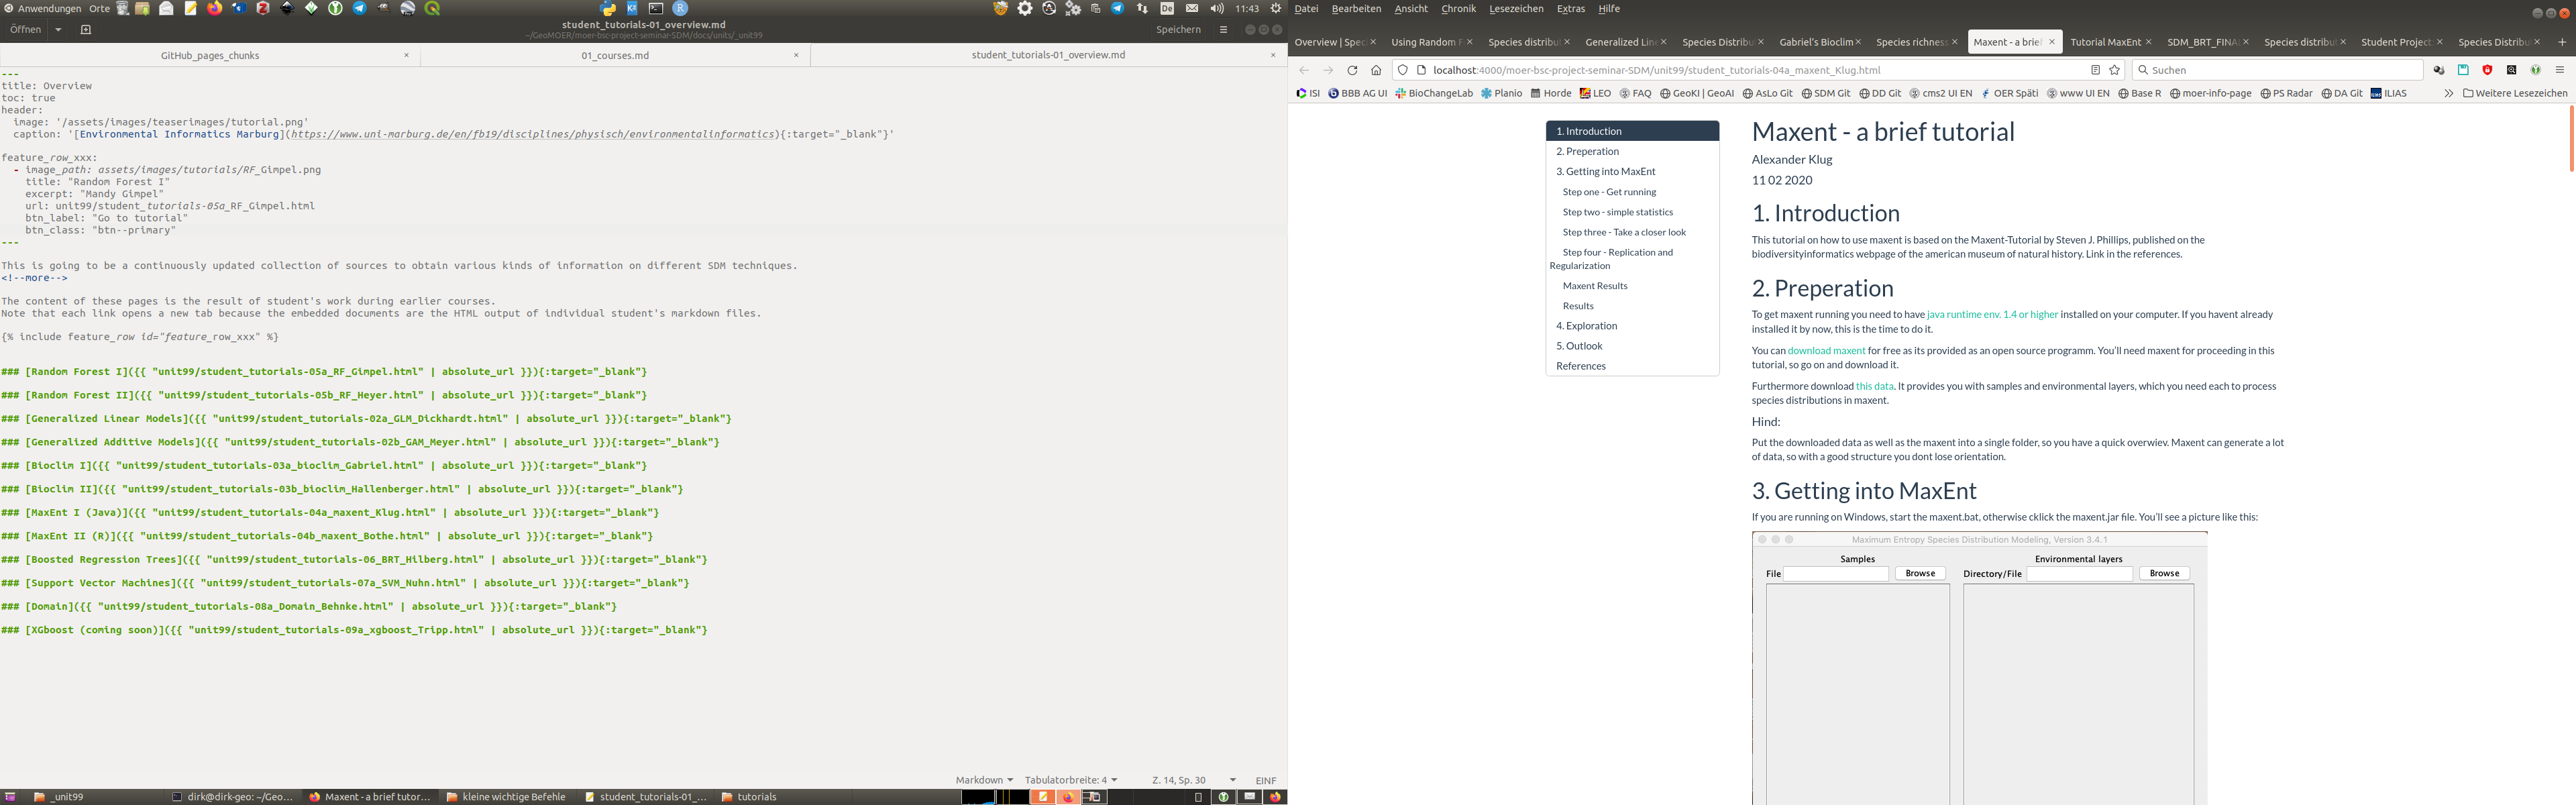 Anwendungen Orte
De
11:43
Öffnen
student_tutorials-01_overview.md
~/GeoMOER/moer-bsc-project-seminar-SDM/docs/units/_unit99
Speichern
GitHub_pages_chunks
01_courses.md
student_tutorials-01_overview.md
---
title: Overview
toc: true
header:
  image: '/assets/images/teaserimages/tutorial.png'
  caption: '[Environmental Informatics Marburg](https://www.uni-marburg.de/en/fb19/disciplines/physisch/environmentalinformatics){:target="_blank"}'
feature_row_xxx:
  - image_path: assets/images/tutorials/RF_Gimpel.png
    title: "Random Forest I"
    excerpt: "Mandy Gimpel"
    url: unit99/student_tutorials-05a_RF_Gimpel.html
    btn_label: "Go to tutorial"
    btn_class: "btn--primary"
---
This is going to be a continuously updated collection of sources to obtain various kinds of information on different SDM techniques.
<!--more-->
The content of these pages is the result of student's work during earlier courses.
Note that each link opens a new tab because the embedded documents are the HTML output of individual student's markdown files.
{% include feature_row id="feature_row_xxx" %}
### [Random Forest I]({{ "unit99/student_tutorials-05a_RF_Gimpel.html" | absolute_url }}){:target="_blank"}
### [Random Forest II]({{ "unit99/student_tutorials-05b_RF_Heyer.html" | absolute_url }}){:target="_blank"}
### [Generalized Linear Models]({{ "unit99/student_tutorials-02a_GLM_Dickhardt.html" | absolute_url }}){:target="_blank"}
### [Generalized Additive Models]({{ "unit99/student_tutorials-02b_GAM_Meyer.html" | absolute_url }}){:target="_blank"}
### [Bioclim I]({{ "unit99/student_tutorials-03a_bioclim_Gabriel.html" | absolute_url }}){:target="_blank"}
### [Bioclim II]({{ "unit99/student_tutorials-03b_bioclim_Hallenberger.html" | absolute_url }}){:target="_blank"}
### [MaxEnt I (Java)]({{ "unit99/student_tutorials-04a_maxent_Klug.html" | absolute_url }}){:target="_blank"}
### [MaxEnt II (R)]({{ "unit99/student_tutorials-04b_maxent_Bothe.html" | absolute_url }}){:target="_blank"}
### [Boosted Regression Trees]({{ "unit99/student_tutorials-06_BRT_Hilberg.html" | absolute_url }}){:target="_blank"}
### [Support Vector Machines]({{ "unit99/student_tutorials-07a_SVM_Nuhn.html" | absolute_url }}){:target="_blank"}
### [Domain]({{ "unit99/student_tutorials-08a_Domain_Behnke.html" | absolute_url }}){:target="_blank"}
### [XGboost (coming soon)]({{ "unit99/student_tutorials-09a_xgboost_Tripp.html" | absolute_url }}){:target="_blank"}
Markdown Tabulatorbreite: 4 Z. 14, Sp. 30 EINF
_unit99
dirk@dirk-geo: ~/Geo...
Maxent - a brief tutor...
kleine wichtige Befehle
student_tutorials-01_...
tutorials
Datei Bearbeiten Ansicht Chronik Lesezeichen Extras Hilfe
Overview | Spec
Using Random F
Species distribut
Generalized Line
Species Distribu
Gabriel's Bioclim
Species richness
Maxent - a brief
Tutorial MaxEnt
SDM_BRT_FINAL
Species distribut
Student Project:
Species Distribu
localhost:4000/moer-bsc-project-seminar-SDM/unit99/student_tutorials-04a_maxent_Klug.html
Suchen
ISI BBB AG UI BioChangeLab Planio Horde LEO FAQ GeoKI | GeoAI AsLo Git SDM Git DD Git cms2 UI EN OER Späti www UI EN Base R moer-info-page PS Radar DA Git ILIAS Weitere Lesezeichen
1. Introduction
2. Preperation
3. Getting into MaxEnt
Step one - Get running
Step two - simple statistics
Step three - Take a closer look
Step four - Replication and
Regularization
Maxent Results
Results
4. Exploration
5. Outlook
References
Maxent - a brief tutorial
Alexander Klug
11 02 2020
1. Introduction
This tutorial on how to use maxent is based on the Maxent-Tutorial by Steven J. Phillips, published on the
biodiversityinformatics webpage of the american museum of natural history. Link in the references.
2. Preperation
To get maxent running you need to have java runtime env. 1.4 or higher installed on your computer. If you havent already
installed it by now, this is the time to do it.
You can download maxent for free as its provided as an open source programm. You'll need maxent for proceeding in this
tutorial, so go on and download it.
Furthermore download this data. It provides you with samples and environmental layers, which you need each to process
species distributions in maxent.
Hind:
Put the downloaded data as well as the maxent into a single folder, so you have a quick overwiev. Maxent can generate a lot
of data, so with a good structure you dont lose orientation.
3. Getting into MaxEnt
If you are running on Windows, start the maxent.bat, otherwise cklick the maxent.jar file. You'll see a picture like this:
Maximum Entropy Species Distribution Modeling, Version 3.4.1
Samples
Environmental layers
File Browse
Directory/File Browse